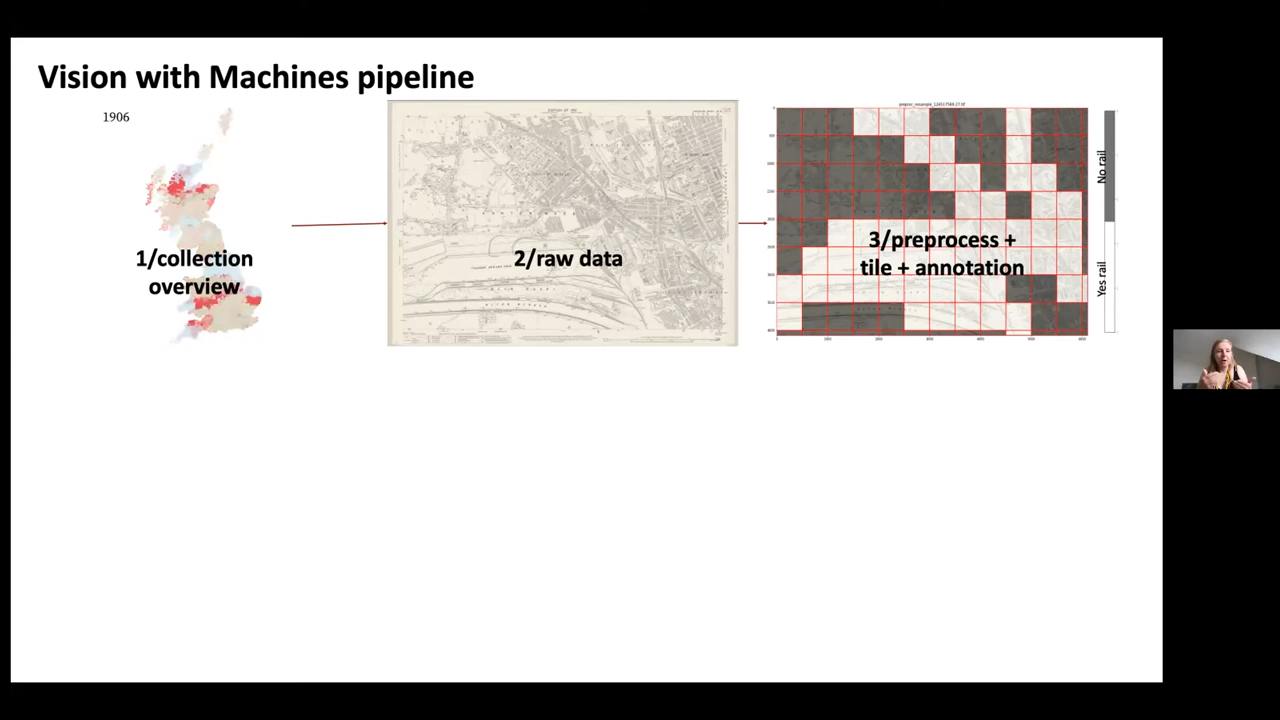 Vision with Machines pipeline
1906
1/collection
overview
2/raw data
3/preprocess +
tile + annotation
No rail
Yes rail